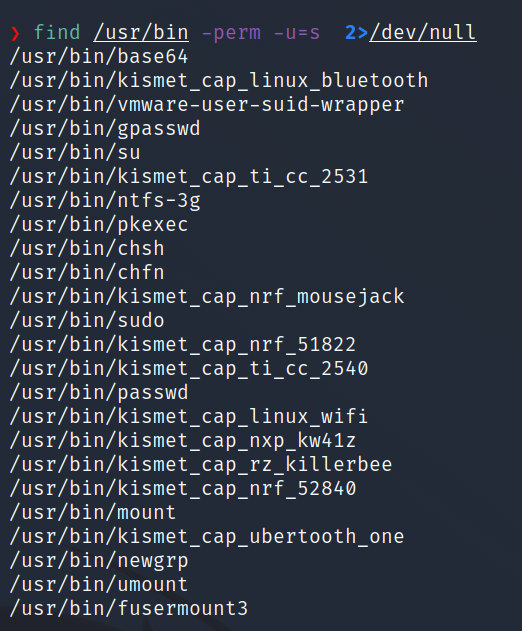 ❯ find /usr/bin -perm -u=s  2>/dev/null
/usr/bin/base64
/usr/bin/kismet_cap_linux_bluetooth
/usr/bin/vmware-user-suid-wrapper
/usr/bin/gpasswd
/usr/bin/su
/usr/bin/kismet_cap_ti_cc_2531
/usr/bin/ntfs-3g
/usr/bin/pkexec
/usr/bin/chsh
/usr/bin/chfn
/usr/bin/kismet_cap_nrf_mousejack
/usr/bin/sudo
/usr/bin/kismet_cap_nrf_51822
/usr/bin/kismet_cap_ti_cc_2540
/usr/bin/passwd
/usr/bin/kismet_cap_linux_wifi
/usr/bin/kismet_cap_nxp_kw41z
/usr/bin/kismet_cap_rz_killerbee
/usr/bin/kismet_cap_nrf_52840
/usr/bin/mount
/usr/bin/kismet_cap_ubertooth_one
/usr/bin/newgrp
/usr/bin/umount
/usr/bin/fusermount3